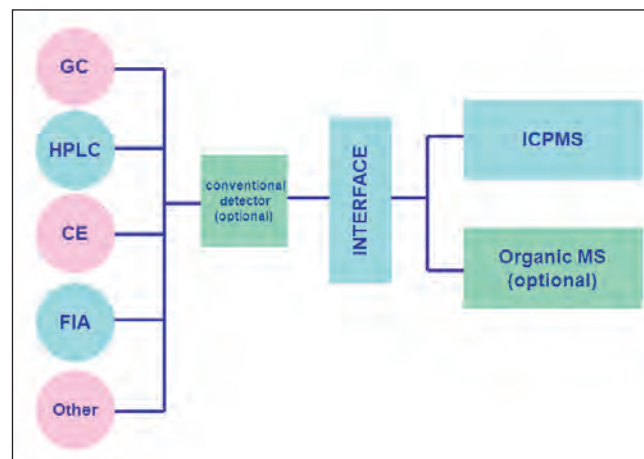 GC
HPLC
CE
FIA
Other
conventional
detector
(optional)
INTERFACE
ICPMS
Organic MS
(optional)